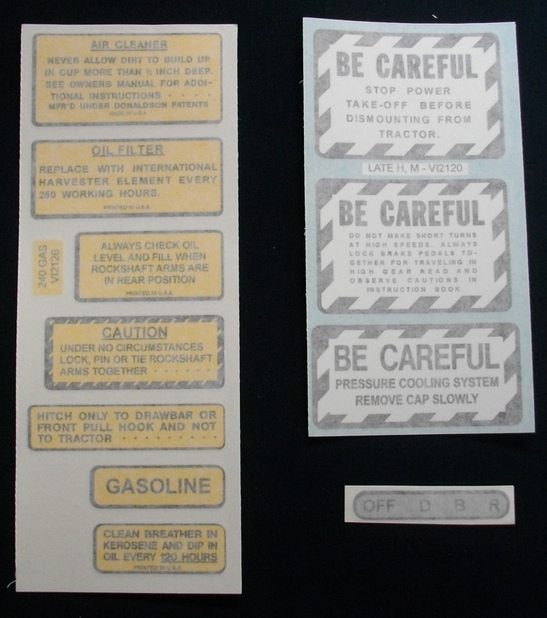 AIR CLEANER
NEVER ALLOW DIRT TO BUILD UP
IN CUP MORE THAN ½ INCH DEEP.
SEE OWNERS MANUAL FOR ADDI-
TIONAL INSTRUCTIONS · · · · ·
MFR'D UNDER DONALDSON PATENTS
MADE IN U.S.A.
OIL FILTER
REPLACE WITH INTERNATIONAL
HARVESTER ELEMENT EVERY
250 WORKING HOURS.
PRINTED IN U.S.A.
240 GAS
VI2126
ALWAYS CHECK OIL
LEVEL AND FILL WHEN
ROCKSHAFT ARMS ARE
IN REAR POSITION
PRINTED IN U.S.A.
CAUTION
UNDER NO CIRCUMSTANCES
LOCK, PIN OR TIE ROCKSHAFT
ARMS TOGETHER · · · · · · · ·
HITCH ONLY TO DRAWBAR OR
FRONT PULL HOOK AND NOT
TO TRACTOR · · · · · · · · ·
GASOLINE
CLEAN BREATHER IN
KEROSENE AND DIP IN
OIL EVERY 120 HOURS
PRINTED IN U.S.A.
BE CAREFUL
STOP POWER
TAKE-OFF BEFORE
DISMOUNTING FROM
TRACTOR.
LATE H, M - VI2120
BE CAREFUL
DO NOT MAKE SHORT TURNS
AT HIGH SPEEDS. ALWAYS
LOCK BRAKE PEDALS TO-
GETHER FOR TRAVELING IN
HIGH GEAR READ AND
OBSERVE CAUTIONS IN
INSTRUCTION BOOK
BE CAREFUL
PRESSURE COOLING SYSTEM
REMOVE CAP SLOWLY
OFF D B R